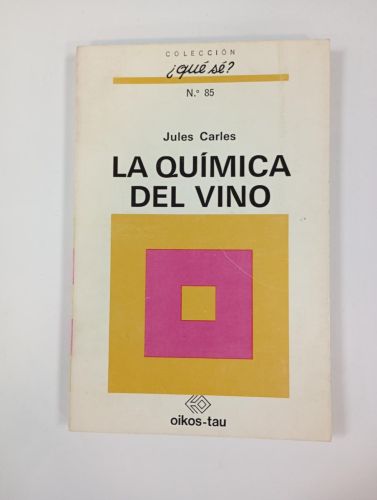 COLECCIÓN
¿qué sé?
N.º 85
Jules Carles
LA QUÍMICA
DEL VINO
oikos-tau